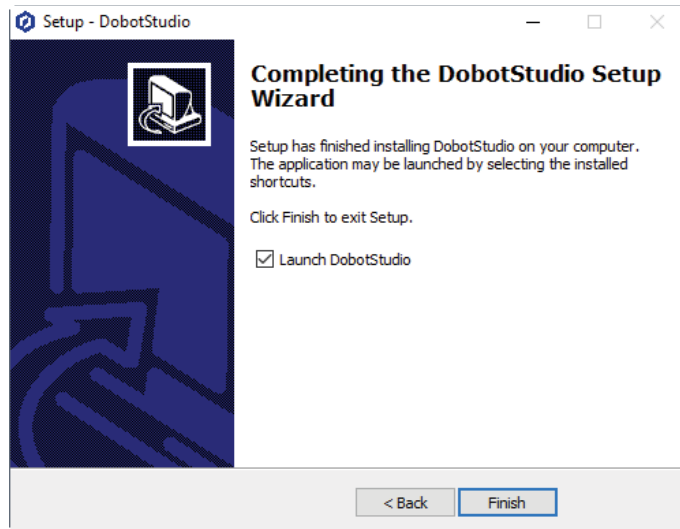 Setup - DobotStudio
Completing the DobotStudio Setup
Wizard
Setup has finished installing DobotStudio on your computer.
The application may be launched by selecting the installed
shortcuts.
Click Finish to exit Setup.
Launch DobotStudio
< Back
Finish